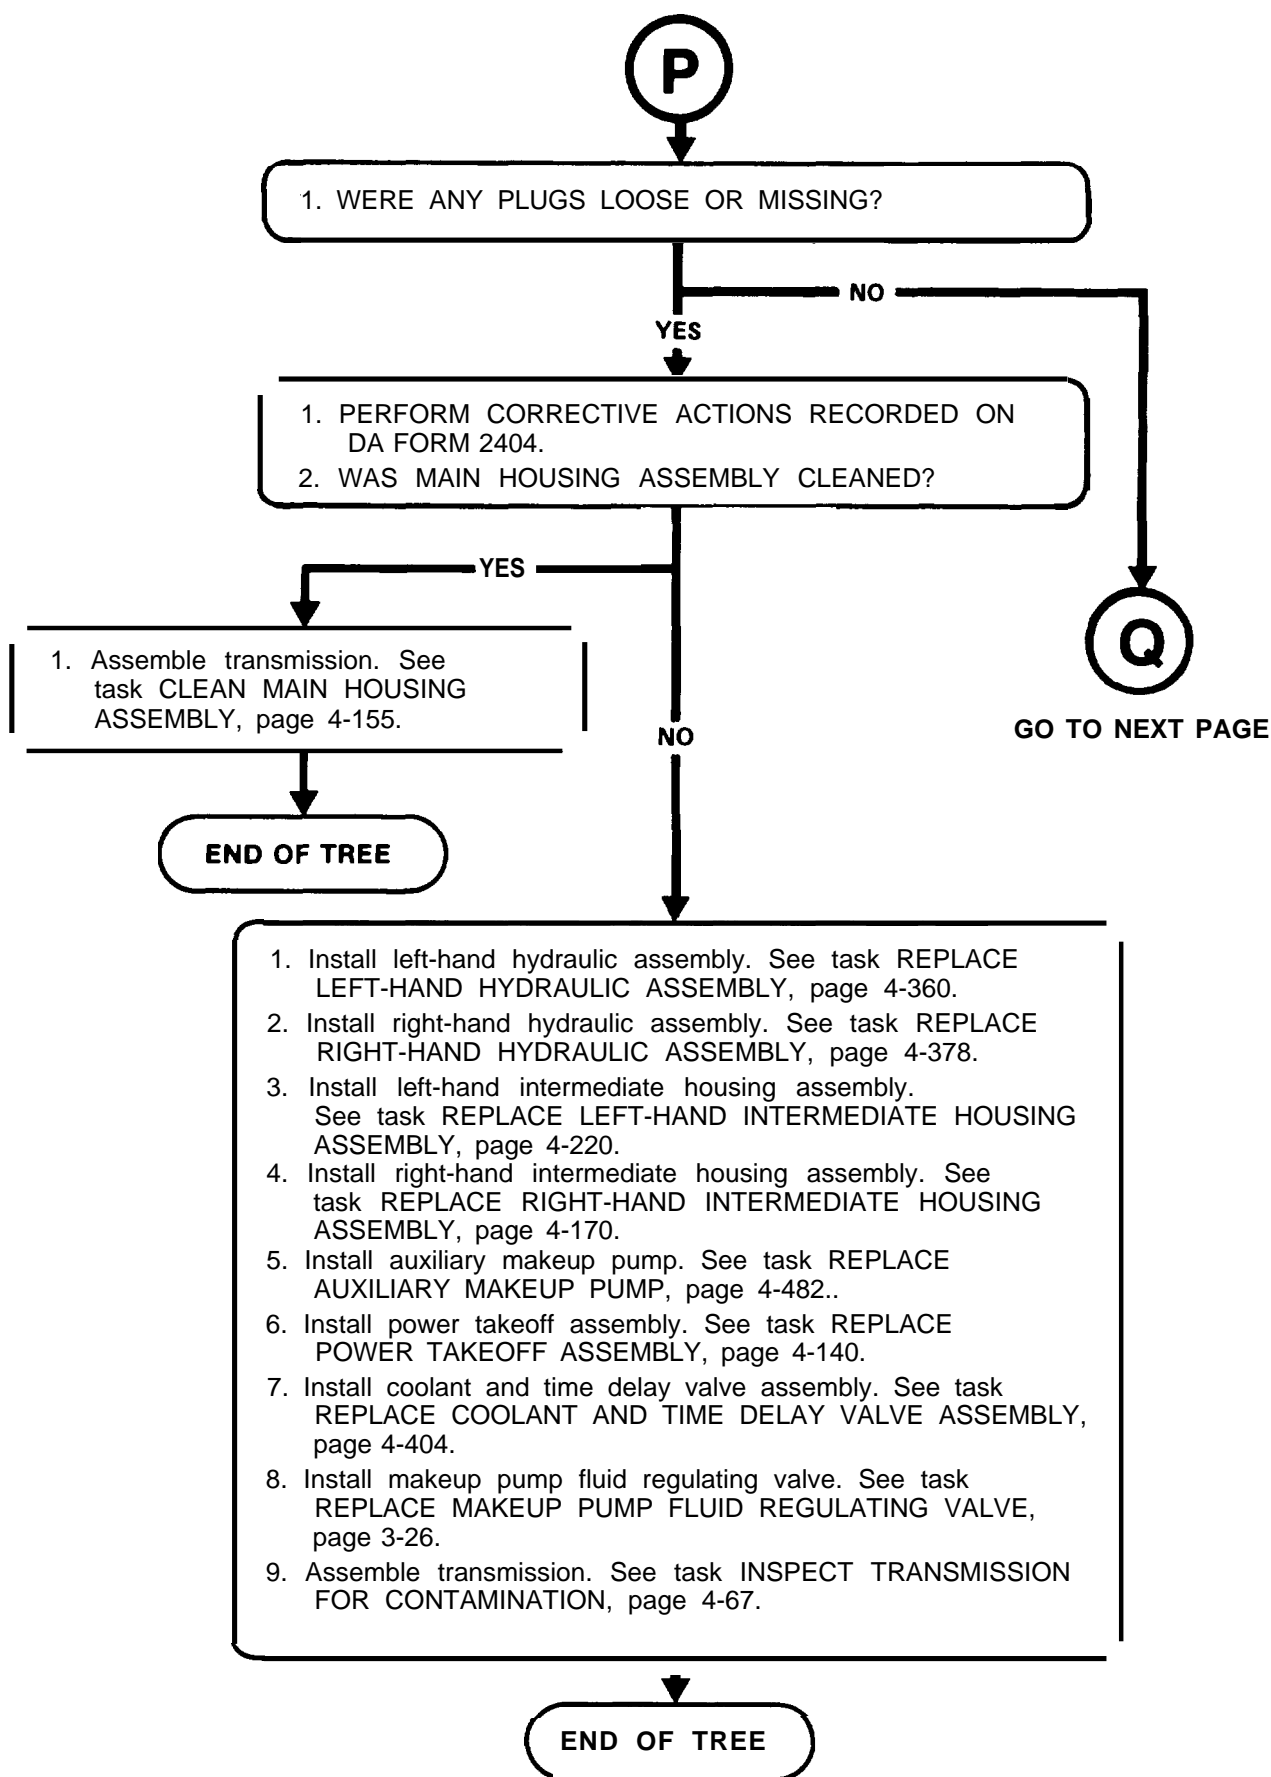 P
1. WERE ANY PLUGS LOOSE OR MISSING?
NO
YES
1. PERFORM CORRECTIVE ACTIONS RECORDED ON
DA FORM 2404.
2. WAS MAIN HOUSING ASSEMBLY CLEANED?
YES
Q
1. Assemble transmission. See
task CLEAN MAIN HOUSING
ASSEMBLY, page 4-155.
GO TO NEXT PAGE
NO
END OF TREE
1. Install left-hand hydraulic assembly. See task REPLACE
LEFT-HAND HYDRAULIC ASSEMBLY, page 4-360.
2. Install right-hand hydraulic assembly. See task REPLACE
RIGHT-HAND HYDRAULIC ASSEMBLY, page 4-378.
3. Install left-hand intermediate housing assembly.
See task REPLACE LEFT-HAND INTERMEDIATE HOUSING
ASSEMBLY, page 4-220.
4. Install right-hand intermediate housing assembly. See
task REPLACE RIGHT-HAND INTERMEDIATE HOUSING
ASSEMBLY, page 4-170.
5. Install auxiliary makeup pump. See task REPLACE
AUXILIARY MAKEUP PUMP, page 4-482..
6. Install power takeoff assembly. See task REPLACE
POWER TAKEOFF ASSEMBLY, page 4-140.
7. Install coolant and time delay valve assembly. See task
REPLACE COOLANT AND TIME DELAY VALVE ASSEMBLY,
page 4-404.
8. Install makeup pump fluid regulating valve. See task
REPLACE MAKEUP PUMP FLUID REGULATING VALVE,
page 3-26.
9. Assemble transmission. See task INSPECT TRANSMISSION
FOR CONTAMINATION, page 4-67.
END OF TREE